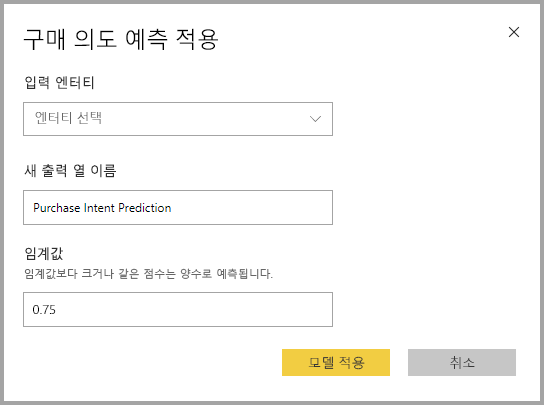 구매 의도 예측 적용
입력 엔터티
엔터티 선택
새 출력 열 이름
Purchase Intent Prediction
임계값
임계값보다 크거나 같은 점수는 양수로 예측됩니다.
0.75
모델 적용
취소